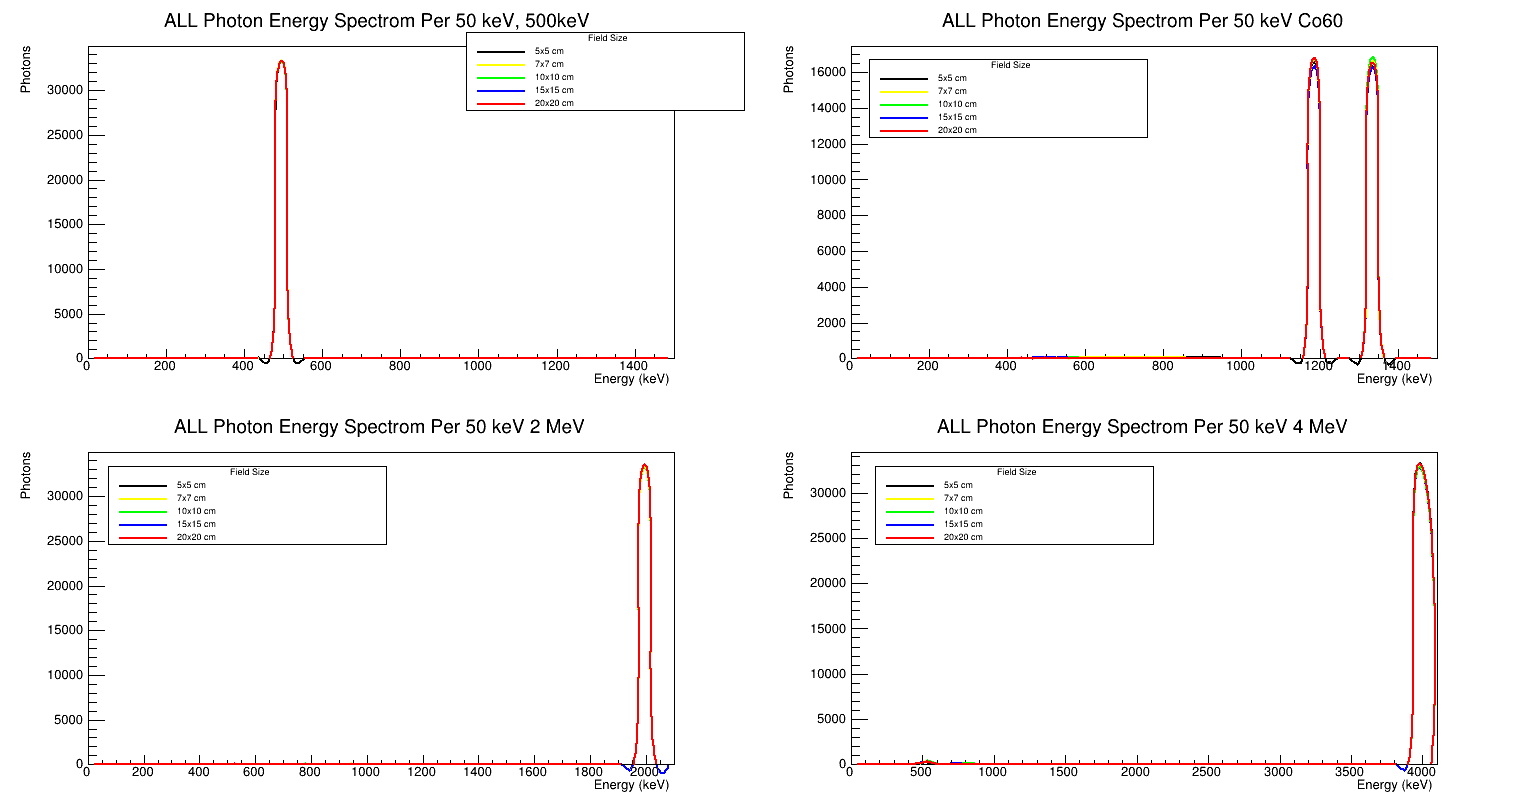 ALL Photon Energy Spectrom Per 50 keV, 500keV
Photons
Field Size
5x5 cm
7x7 cm
10x10 cm
15x15 cm
20x20 cm
30000
25000
20000
15000
10000
5000
0
0 200 400 600 800 1000 1200 1400
Energy (keV)
ALL Photon Energy Spectrom Per 50 keV Co60
Photons
Field Size
5x5 cm
7x7 cm
10x10 cm
15x15 cm
20x20 cm
16000
14000
12000
10000
8000
6000
4000
2000
0
0 200 400 600 800 1000 1200 1400
Energy (keV)
ALL Photon Energy Spectrom Per 50 keV 2 MeV
Photons
Field Size
5x5 cm
7x7 cm
10x10 cm
15x15 cm
20x20 cm
30000
25000
20000
15000
10000
5000
0
0 200 400 600 800 1000 1200 1400 1600 1800 2000
Energy (keV)
ALL Photon Energy Spectrom Per 50 keV 4 MeV
Photons
Field Size
5x5 cm
7x7 cm
10x10 cm
15x15 cm
20x20 cm
30000
25000
20000
15000
10000
5000
0
0 500 1000 1500 2000 2500 3000 3500 4000
Energy (keV)